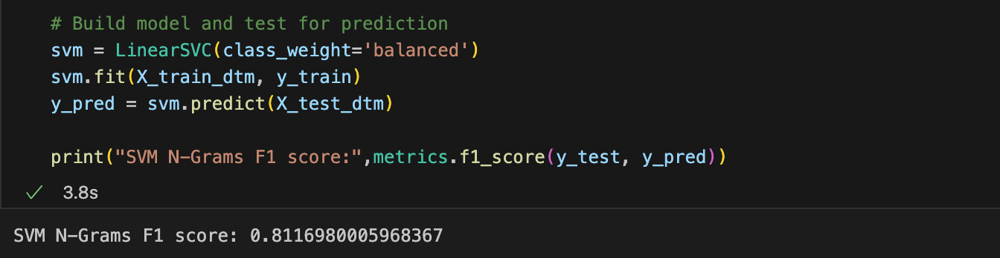 # Build model and test for prediction
svm = LinearSVC(class_weight='balanced')
svm.fit(X_train_dtm, y_train)
y_pred = svm.predict(X_test_dtm)
print("SVM N-Grams F1 score:",metrics.f1_score(y_test, y_pred))
3.8s
SVM N-Grams F1 score: 0.8116980005968367